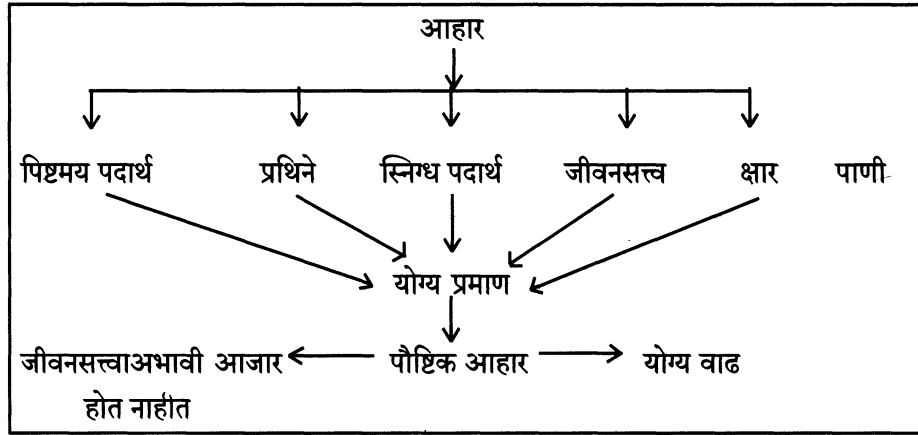 आहार
पिष्टमय पदार्थ प्रथिने स्निग्ध पदार्थ जीवनसत्त्व क्षार पाणी
योग्य प्रमाण
जीवनसत्त्वाअभावी आजार पौष्टिक आहार योग्य वाढ
होत नाहीत